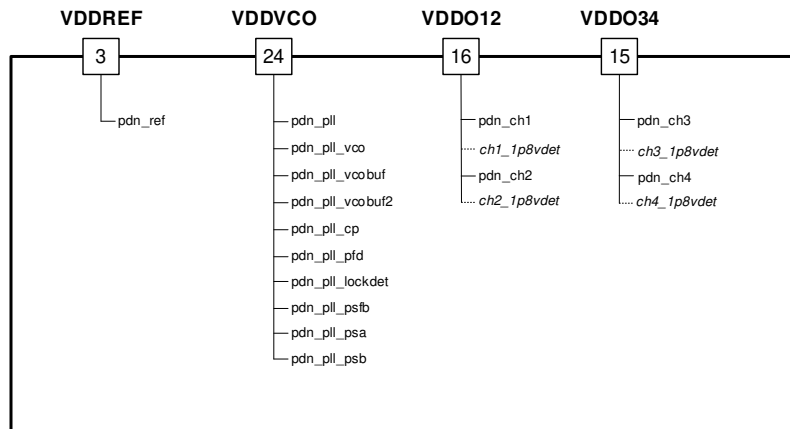 VDDREF VDDVCO VDDO12 VDDO34
3 24 16 15
pdn_ref
pdn_pll
pdn_pll_vco
pdn_pll_vcobuf
pdn_pll_vcobuf2
pdn_pll_cp
pdn_pll_pfd
pdn_pll_lockdet
pdn_pll_psfb
pdn_pll_psa
pdn_pll_psb
pdn_ch1
ch1_1p8vdet
pdn_ch2
ch2_1p8vdet
pdn_ch3
ch3_1p8vdet
pdn_ch4
ch4_1p8vdet